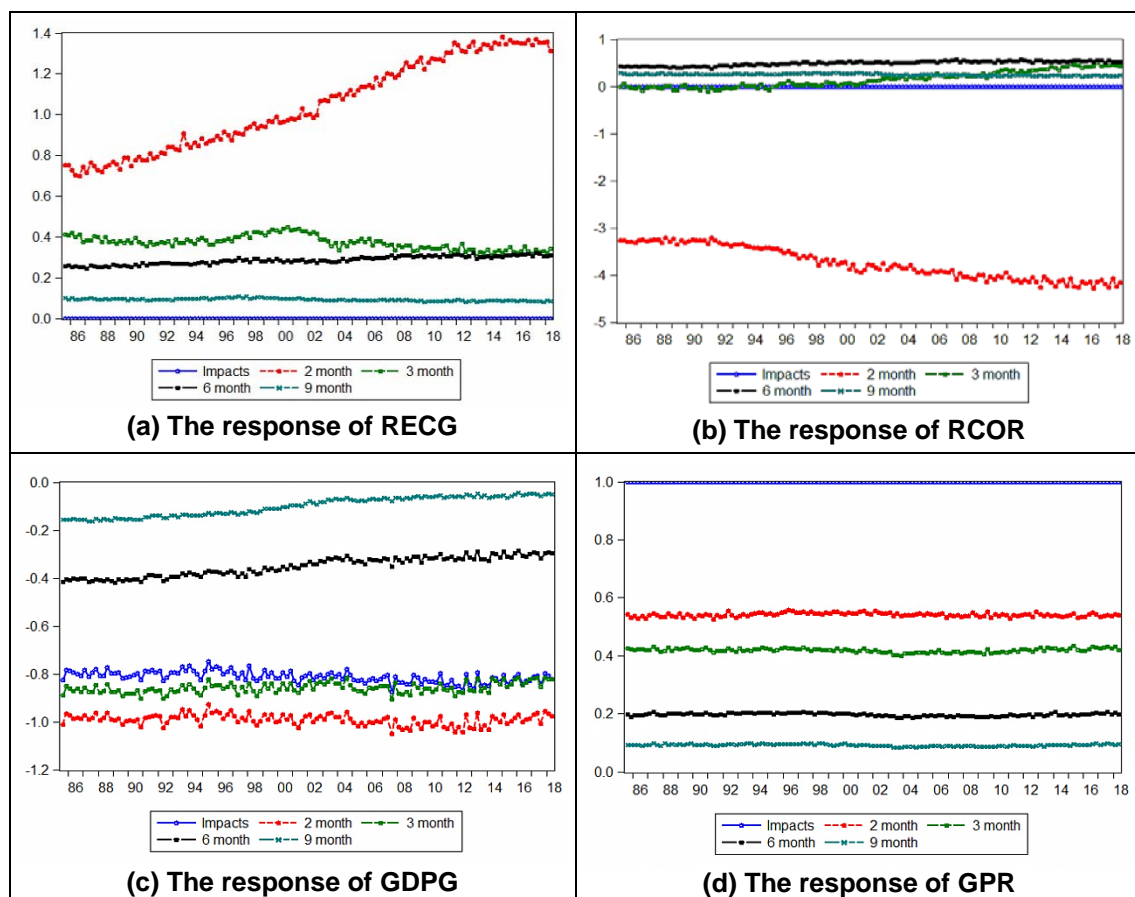 1.4
1.2
1.0
0.8
0.6
0.4
0.2
0.0
86 88 90 92 94 96 98 00 02 04 06 08 10 12 14 16 18
Impacts 2 month 3 month
6 month 9 month
(a) The response of RECG
1
0
-1
-2
-3
-4
-5
86 88 90 92 94 96 98 00 02 04 06 08 10 12 14 16 18
Impacts 2 month 3 month
6 month 9 month
(b) The response of RCOR
0.0
-0.2
-0.4
-0.6
-0.8
-1.0
-1.2
86 88 90 92 94 96 98 00 02 04 06 08 10 12 14 16 18
Impacts 2 month 3 month
6 month 9 month
(c) The response of GDPG
1.0
0.8
0.6
0.4
0.2
0.0
86 88 90 92 94 96 98 00 02 04 06 08 10 12 14 16 18
Impacts 2 month 3 month
6 month 9 month
(d) The response of GPR